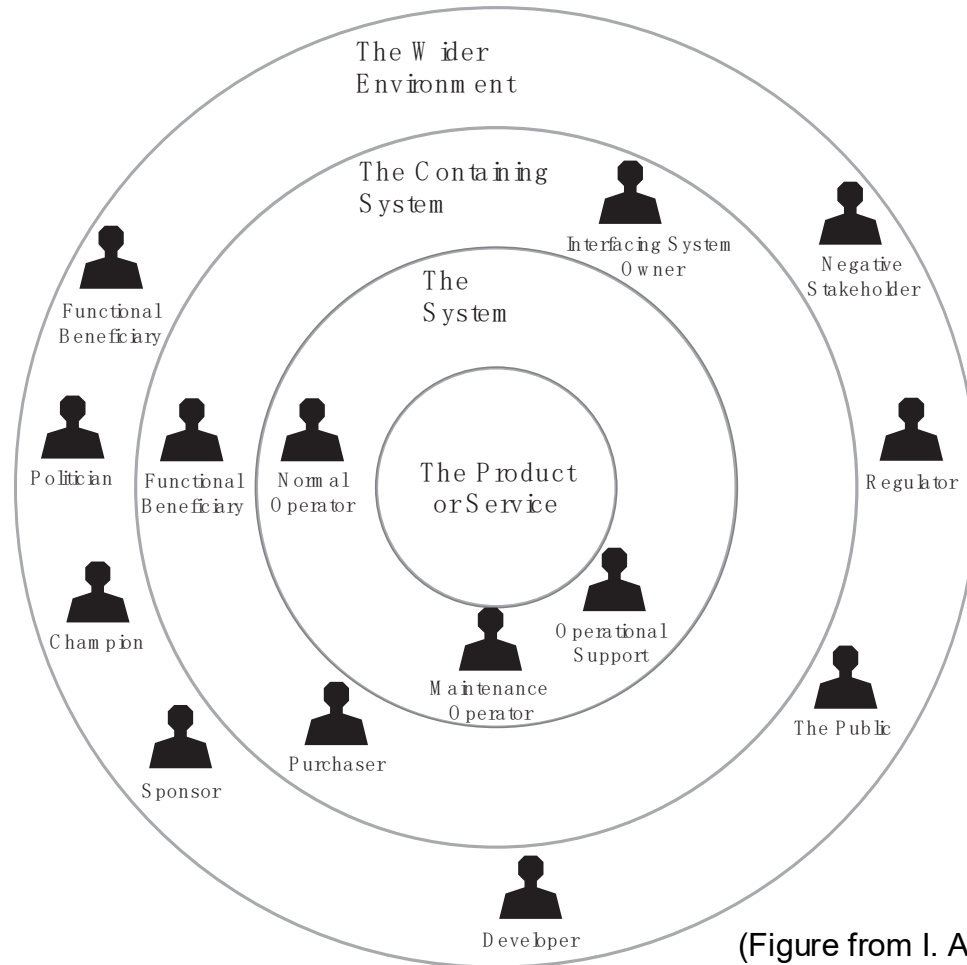 The Wider
Environment
The Containing
System
Interfacing System
Owner
Negative
Stakeholder
The
System
Functional
Beneficiary
Politician
Functional
Beneficiary
Normal
Operator
The Product
or Service
Regulator
Champion
Operational
Support
Maintenance
Operator
The Public
Purchaser
Sponsor
Developer
(Figure from I. A